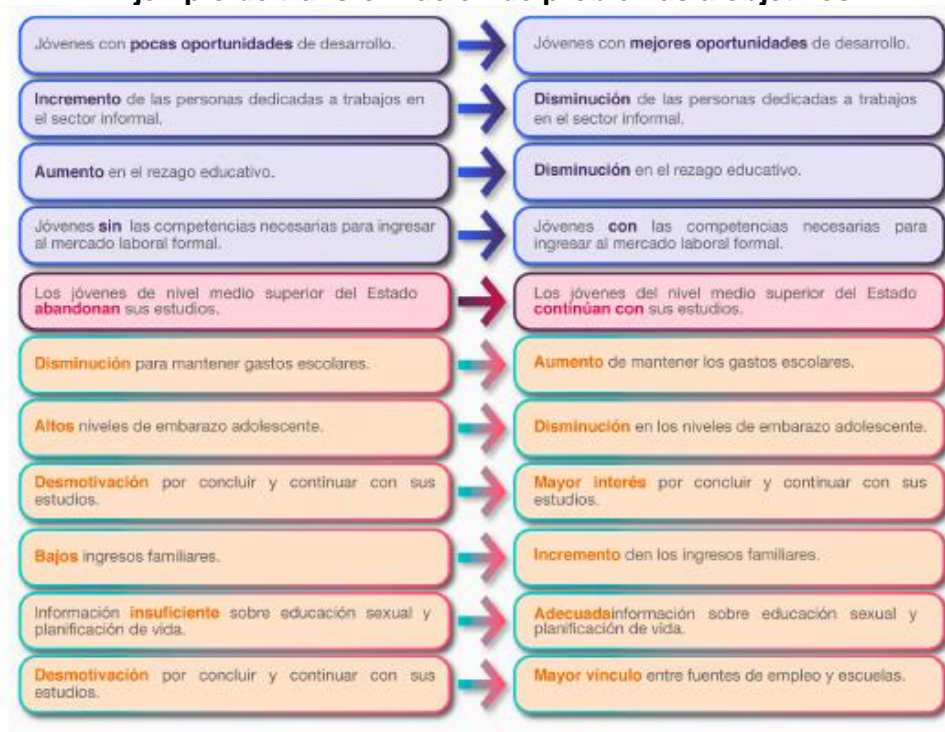 Jóvenes con pocas oportunidades de desarrollo.
Jóvenes con mejores oportunidades de desarrollo.
Incremento de las personas dedicadas a trabajos en
el sector informal.
Disminución de las personas dedicadas a trabajos
en el sector informal.
Aumento en el rezago educativo.
Disminución en el rezago educativo.
Jóvenes sin las competencias necesarias para ingresar
al mercado laboral formal.
Jóvenes con las competencias necesarias para
ingresar al mercado laboral formal.
Los jóvenes de nivel medio superior del Estado
abandonan sus estudios.
Los jóvenes del nivel medio superior del Estado
continúan con sus estudios.
Disminución para mantener gastos escolares.
Aumento de mantener los gastos escolares.
Altos niveles de embarazo adolescente.
Disminución en los niveles de embarazo adolescente.
Desmotivación por concluir y continuar con sus
estudios.
Mayor interés por concluir y continuar con sus
estudios.
Bajos ingresos familiares.
Incremento den los ingresos familiares.
Información insuficiente sobre educación sexual y
planificación de vida.
Adecuadainformación sobre educación sexual y
planificación de vida.
Desmotivación por concluir y continuar con sus
estudios.
Mayor vínculo entre fuentes de empleo y escuelas.